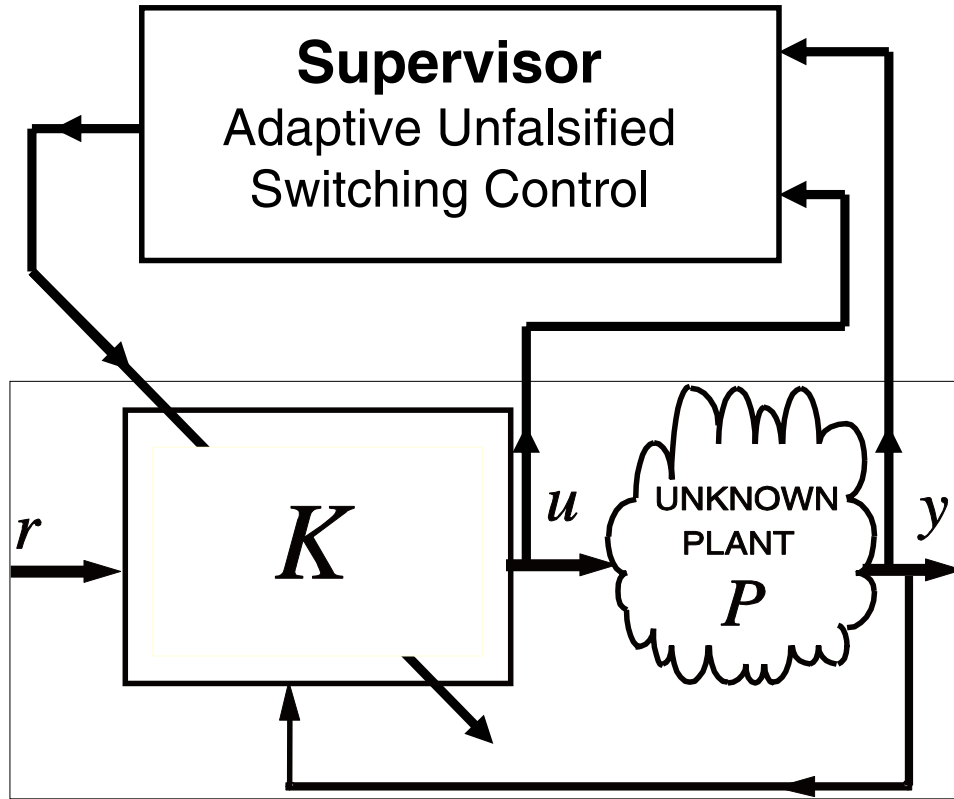 Supervisor
Adaptive Unfalsified
Switching Control
r
K
u
UNKNOWN
PLANT
P
y